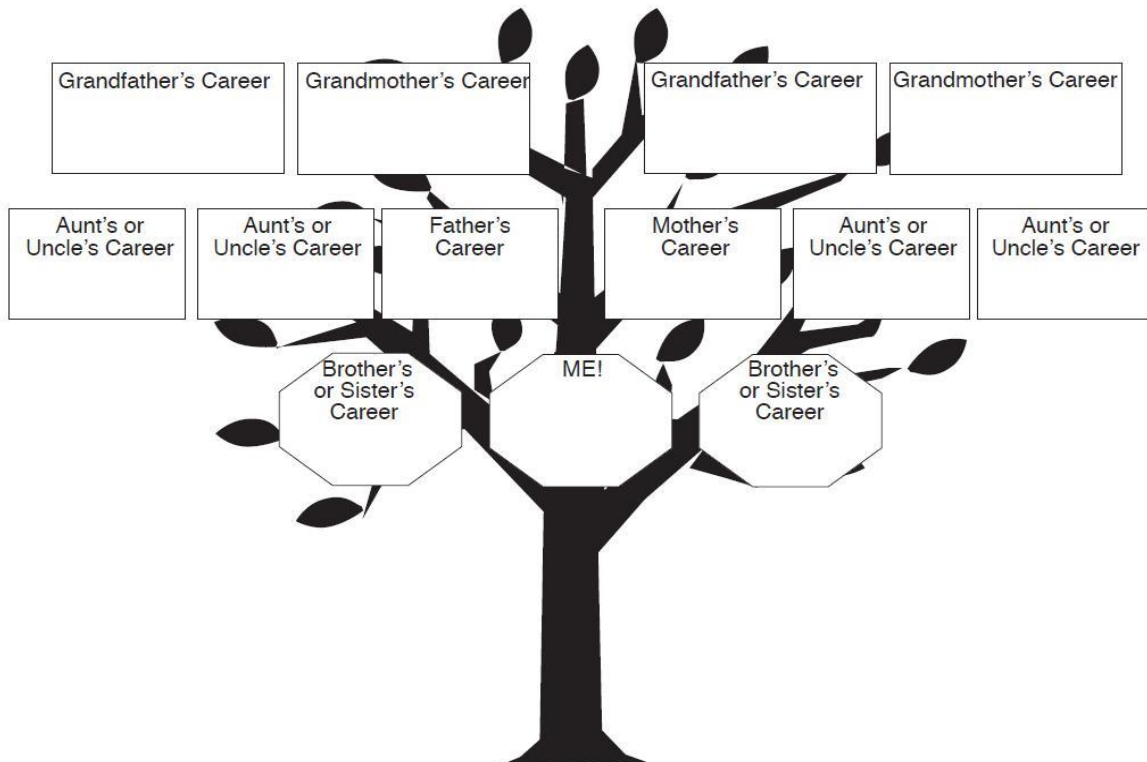 Grandfather’s Career
Grandmother’s Career
Grandfather’s Career
Grandmother’s Career
Aunt’s or
Uncle’s Career
Aunt’s or
Uncle’s Career
Father’s
Career
Mother’s
Career
Aunt’s or
Uncle’s Career
Aunt’s or
Uncle’s Career
Brother’s
or Sister’s
Career
ME!
Brother’s
or Sister’s
Career